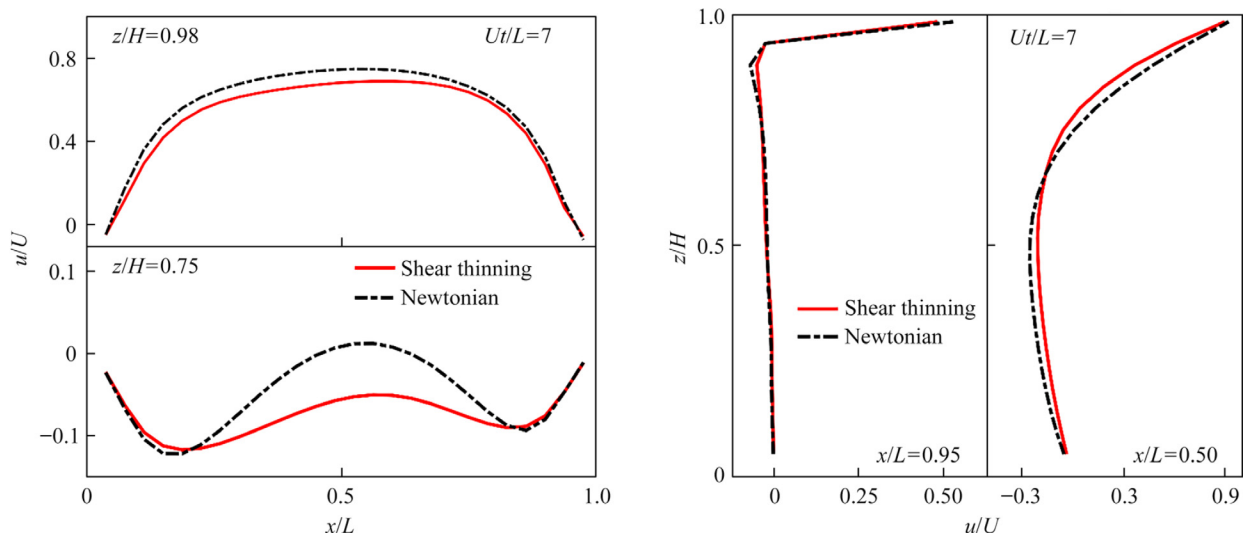 z/H=0.98
Ut/L=7
0.8
0.4
0
u/U
z/H=0.75
0.1
0
−0.1
Shear thinning
Newtonian
0
0.5
1.0
x/L
1.0
0.5
0
z/H
Ut/L=7
Shear thinning
Newtonian
x/L=0.95
x/L=0.50
0
0.25
0.50
−0.3
0.3
0.9
u/U